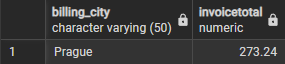 billing_city invoicetotal
character varying (50) numeric
1 Prague 273.24